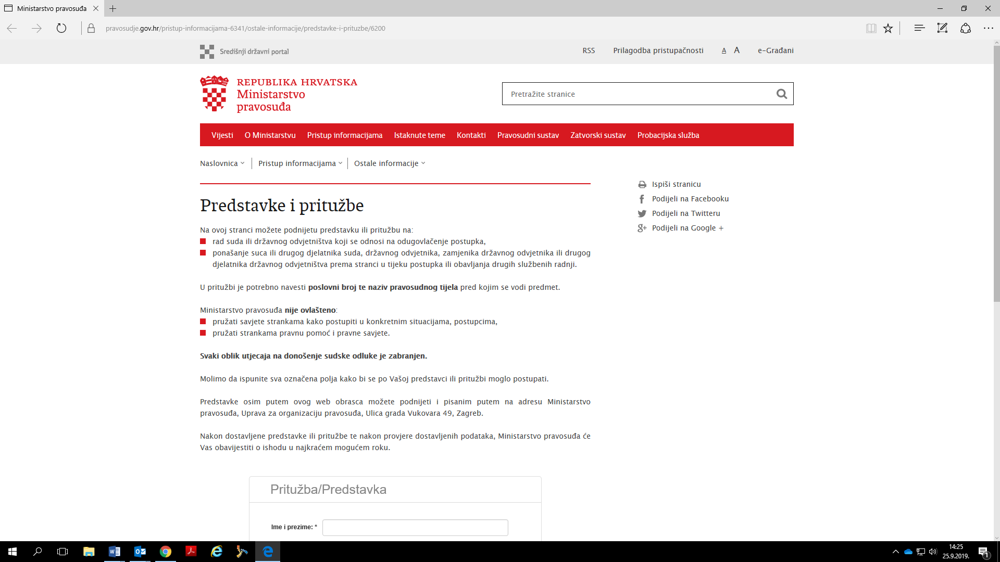 Ministarstvo pravosuđa
pravosudje.gov.hr/pristup-informacijama-6341/ostale-informacije/predstavke-i-prituzbe/6200
Središnji državni portal
RSS
Prilagodba pristupačnosti
A A
e-Građani
REPUBLIKA HRVATSKA
Ministarstvo
pravosuđa
Pretražite stranice
Vijesti O Ministarstvu Pristup informacijama Istaknute teme Kontakti Pravosudni sustav Zatvorski sustav Probacijska služba
Naslovnica Pristup informacijama Ostale informacije
Ispiši stranicu
Podijeli na Facebooku
Podijeli na Twitteru
Podijeli na Google +
Predstavke i pritužbe
Na ovoj stranci možete podnijetu predstavku ili pritužbu na:
rad suda ili državnog odvjetništva koji se odnosi na odugovlačenje postupka,
ponašanje suca ili drugog djelatnika suda, državnog odvjetnika, zamjenika državnog odvjetnika ili drugog
djelatnika državnog odvjetništva prema stranci u tijeku postupka ili obavljanja drugih službenih radnji.
U pritužbi je potrebno navesti poslovni broj te naziv pravosudnog tijela pred kojim se vodi predmet.
Ministarstvo pravosuđa nije ovlašteno:
pružati savjete strankama kako postupiti u konkretnim situacijama, postupcima,
pružati strankama pravnu pomoć i pravne savjete.
Svaki oblik utjecaja na donošenje sudske odluke je zabranjen.
Molimo da ispunite sva označena polja kako bi se po Vašoj predstavci ili pritužbi moglo postupati.
Predstavke osim putem ovog web obrasca možete podnijeti i pisanim putem na adresu Ministarstvo
pravosuđa, Uprava za organizaciju pravosuđa, Ulica grada Vukovara 49, Zagreb.
Nakon dostavljene predstavke ili pritužbe te nakon provjere dostavljenih podataka, Ministarstvo pravosuđa će
Vas obavijestiti o ishodu u najkraćem mogućem roku.
Pritužba/Predstavka
Ime i prezime: *
14:25
25.9.2019.
1